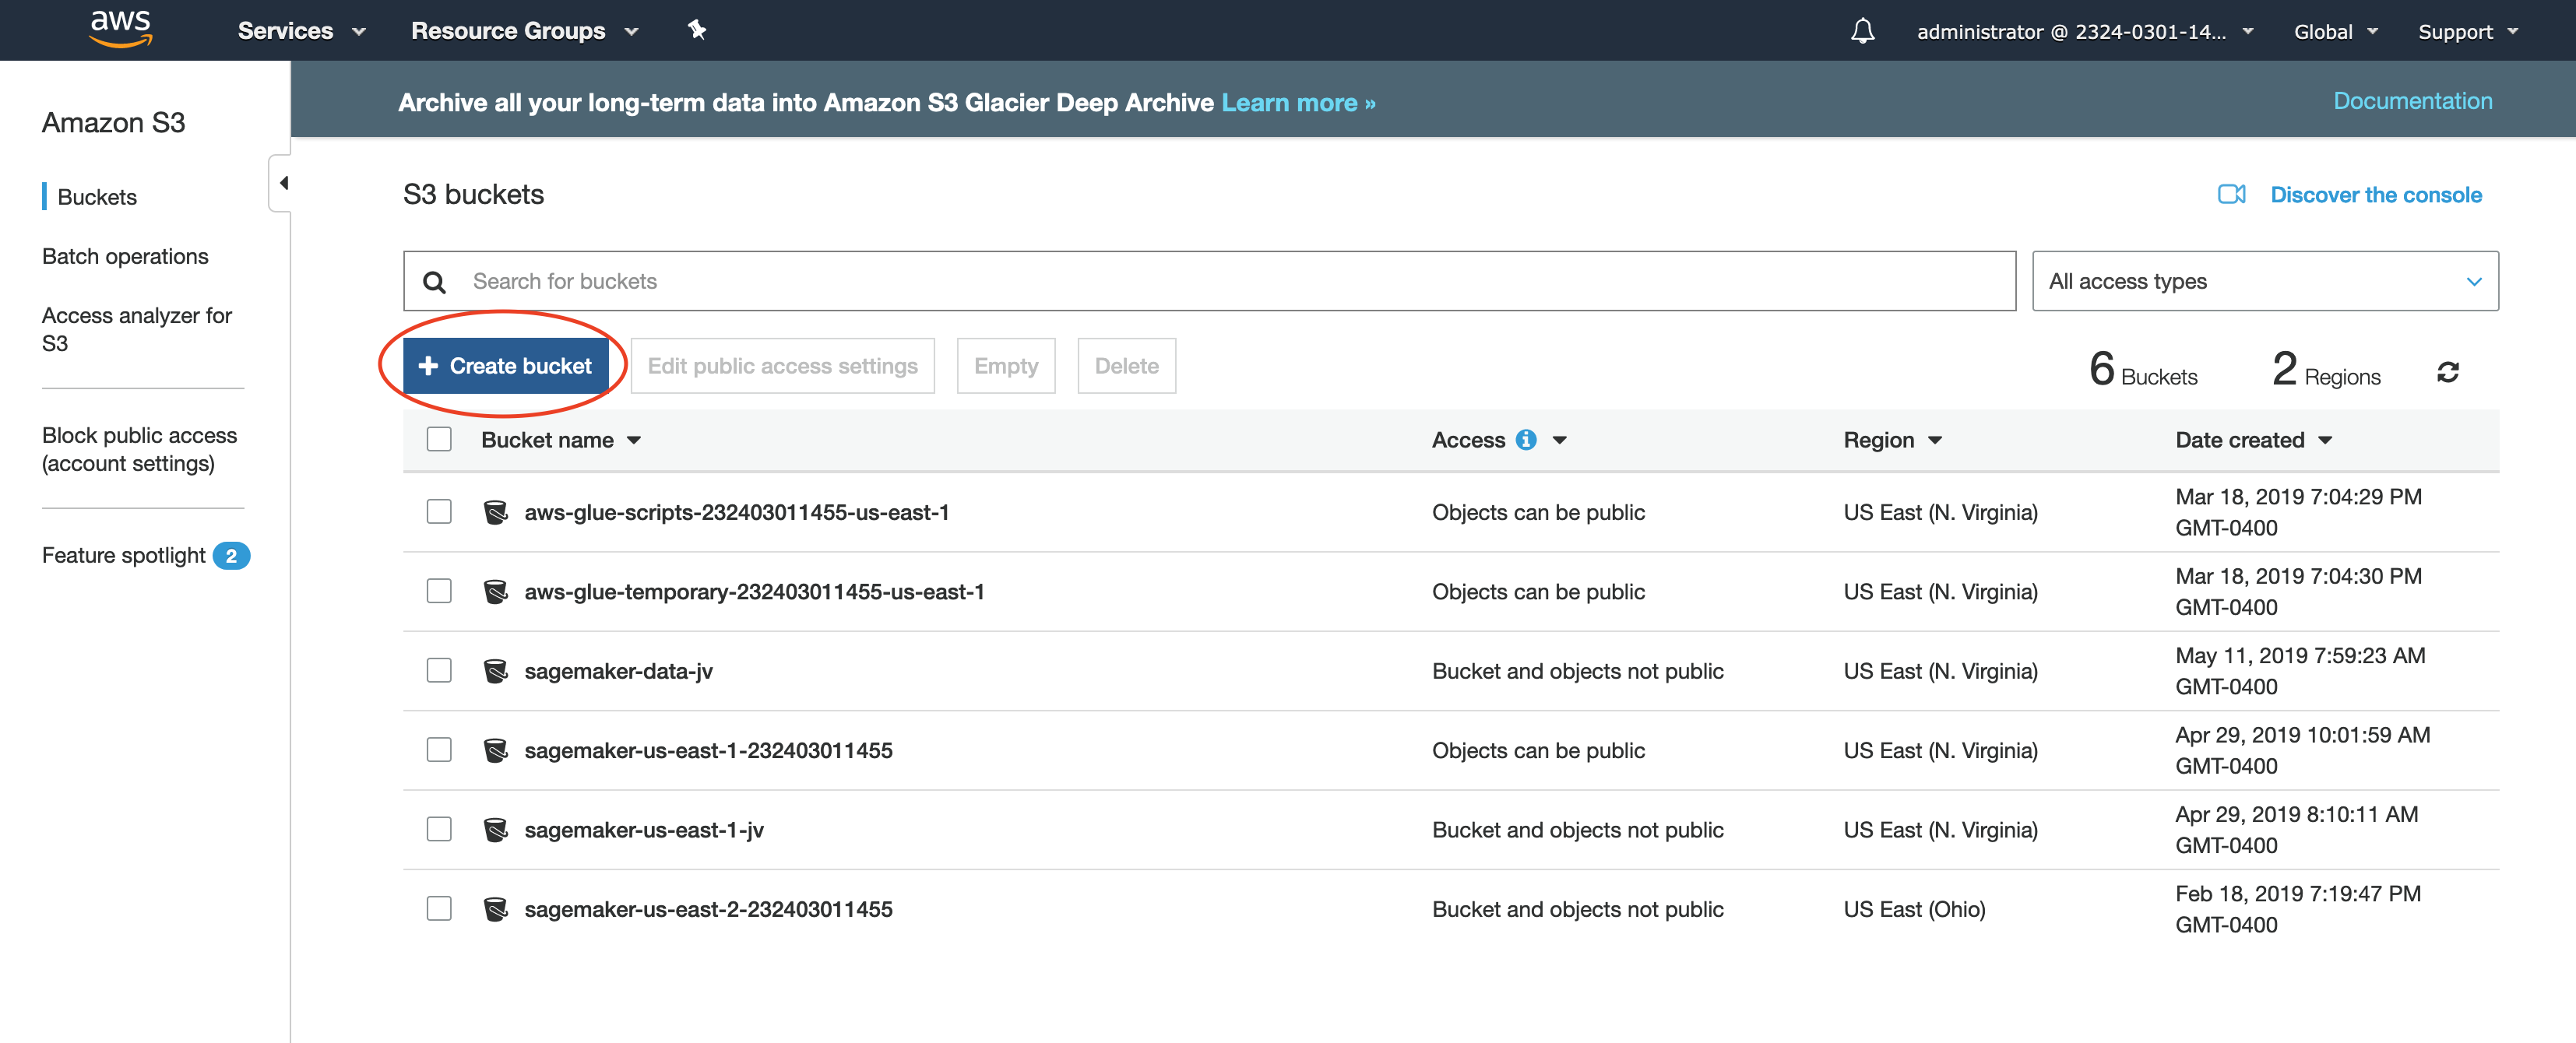 aws Services Resource Groups administrator @ 2324-0301-14... Global Support
Amazon S3
Buckets
Batch operations
Access analyzer for
S3
Block public access
(account settings)
Feature spotlight 2
Archive all your long-term data into Amazon S3 Glacier Deep Archive Learn more » Documentation
S3 buckets Discover the console
Search for buckets All access types
+ Create bucket Edit public access settings Empty Delete 6 Buckets 2 Regions
Bucket name Access Region Date created
aws-glue-scripts-232403011455-us-east-1 Objects can be public US East (N. Virginia) Mar 18, 2019 7:04:29 PM
GMT-0400
aws-glue-temporary-232403011455-us-east-1 Objects can be public US East (N. Virginia) Mar 18, 2019 7:04:30 PM
GMT-0400
sagemaker-data-jv Bucket and objects not public US East (N. Virginia) May 11, 2019 7:59:23 AM
GMT-0400
sagemaker-us-east-1-232403011455 Objects can be public US East (N. Virginia) Apr 29, 2019 10:01:59 AM
GMT-0400
sagemaker-us-east-1-jv Bucket and objects not public US East (N. Virginia) Apr 29, 2019 8:10:11 AM
GMT-0400
sagemaker-us-east-2-232403011455 Bucket and objects not public US East (Ohio) Feb 18, 2019 7:19:47 PM
GMT-0400